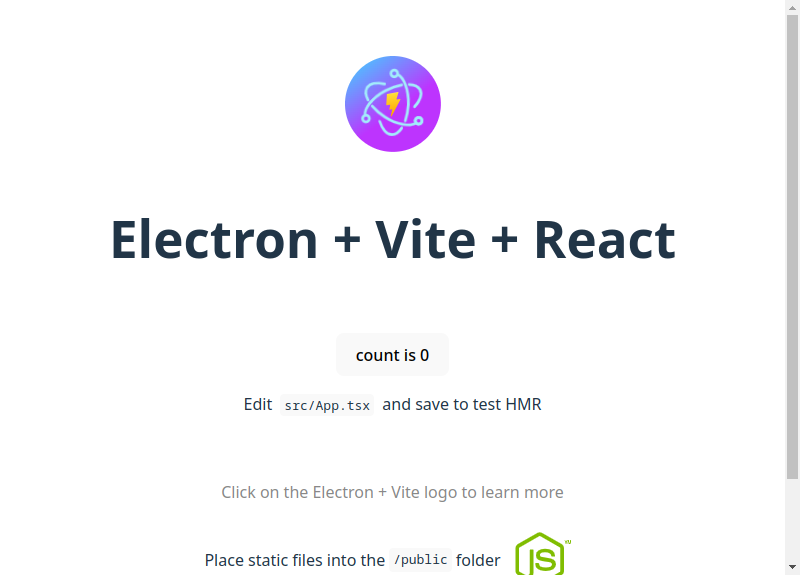 Electron + Vite + React
count is 0
Edit src/App.tsx and save to test HMR
Click on the Electron + Vite logo to learn more
Place static files into the /public folder
JS